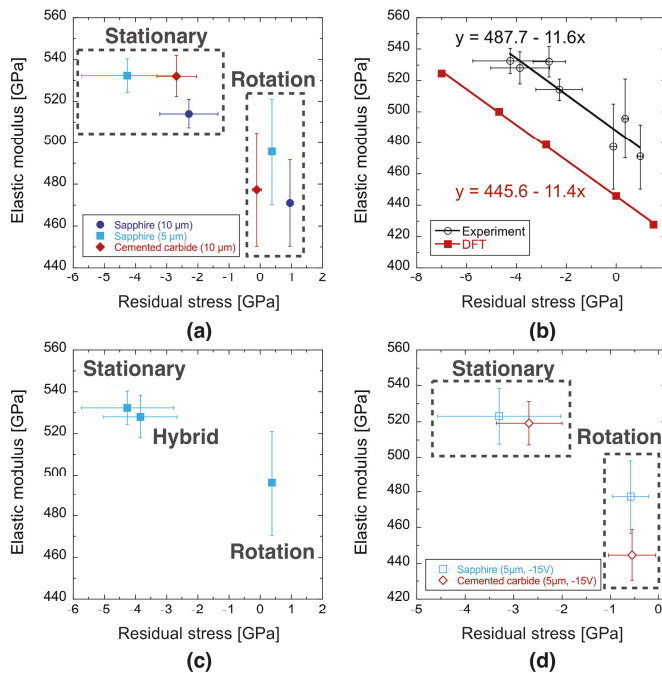 Stationary
Rotation
Elastic modulus [GPa]
560
540
520
500
480
460
440
Sapphire (10 μm)
Sapphire (5 μm)
Cemented carbide (10 μm)
-6 -5 -4 -3 -2 -1 0 1 2
Residual stress [GPa]
(a)
y = 487.7 - 11.6x
Elastic modulus [GPa]
560
540
520
500
480
460
440
420
400
y = 445.6 - 11.4x
Experiment
DFT
-8 -6 -4 -2 0
Residual stress [GPa]
(b)
Stationary
Hybrid
Rotation
Elastic modulus [GPa]
560
540
520
500
480
460
440
-6 -5 -4 -3 -2 -1 0 1 2
Residual stress [GPa]
(c)
Stationary
Rotation
Elastic modulus [GPa]
560
540
520
500
480
460
440
420
Sapphire (5μm, -15V)
Cemented carbide (5μm, -15V)
-5 -4 -3 -2 -1 0
Residual stress [GPa]
(d)